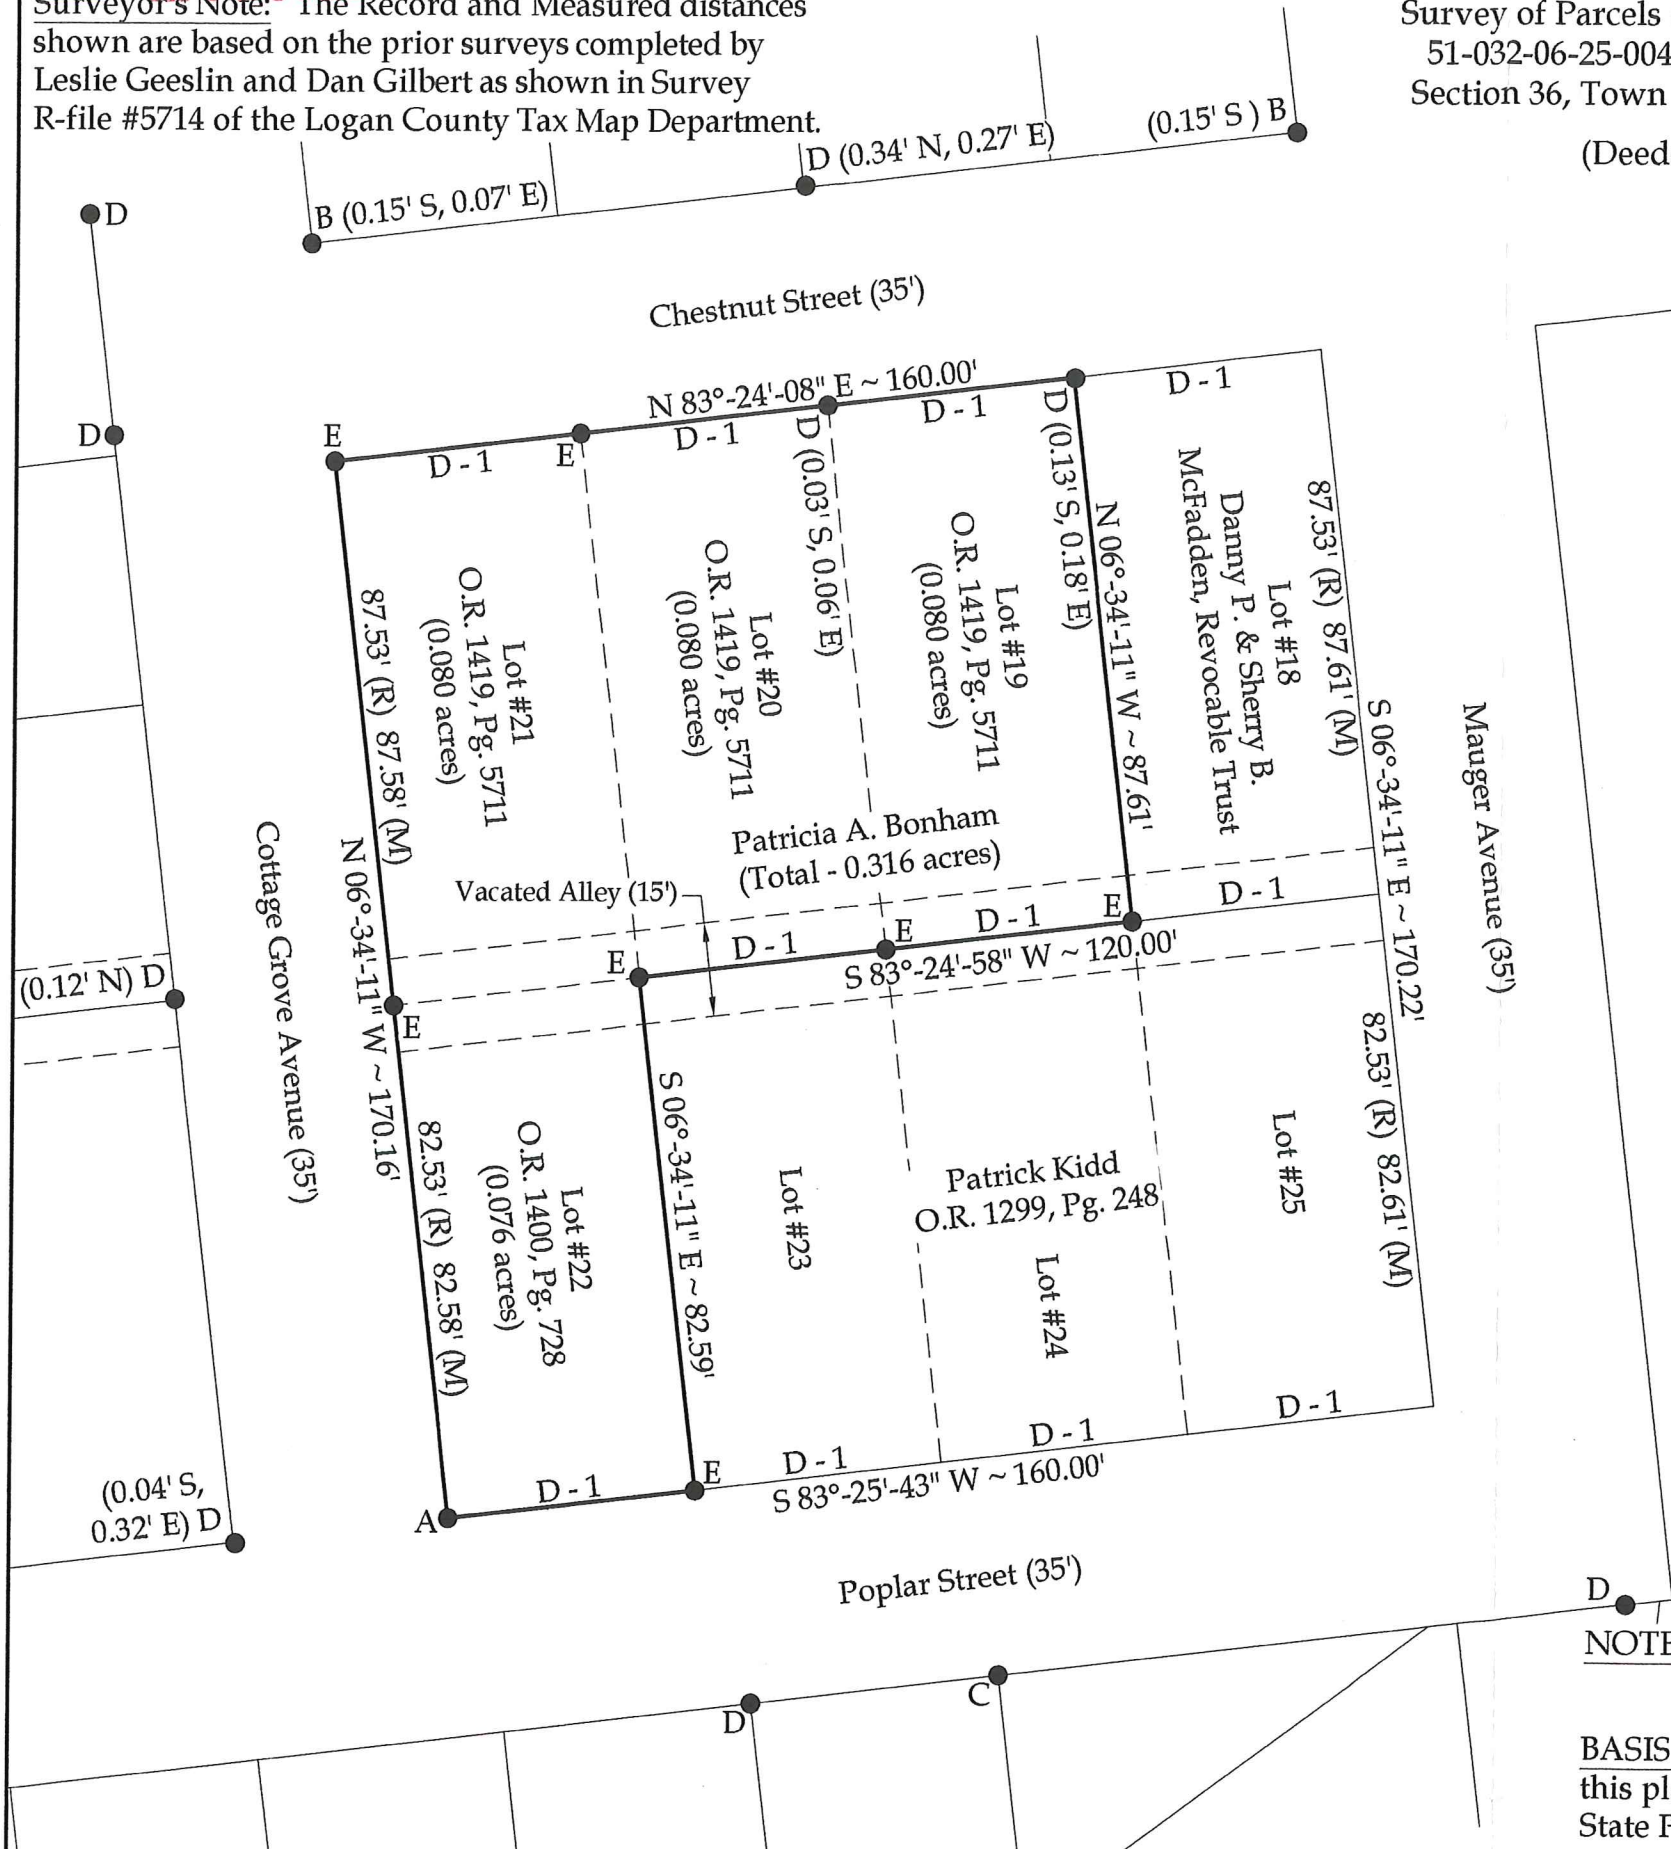 Surveyor's Note: The Record and Measured distances
shown are based on the prior surveys completed by
Leslie Geeslin and Dan Gilbert as shown in Survey
R-file #5714 of the Logan County Tax Map Department.
Survey of Parcels
51-032-06-25-004
Section 36, Town
(Deed
(0.15' S ) B
D (0.34' N, 0.27' E)
B (0.15' S, 0.07' E)
D
Chestnut Street (35')
D
N 83°-24'-08" E ~ 160.00'
E
D - 1
E
D - 1
D - 1
D - 1
D (0.03' S, 0.06' E)
D (0.13' S, 0.18' E)
N 06°-34'-11" W ~ 87.61'
87.53' (R) 87.58' (M)
Lot #21
O.R. 1419, Pg. 5711
(0.080 acres)
Lot #20
O.R. 1419, Pg. 5711
(0.080 acres)
Lot #19
O.R. 1419, Pg. 5711
(0.080 acres)
Lot #18
Danny P. & Sherry B.
McFadden, Revocable Trust
87.53' (R) 87.61' (M)
S 06°-34'-11" E ~ 170.22'
Mauger Avenue (35')
Patricia A. Bonham
(Total - 0.316 acres)
Vacated Alley (15')
Cottage Grove Avenue (35')
N 06°-34'-11" W ~ 170.16'
(0.12' N) D
E
E
D - 1
E
D - 1
E
D - 1
S 83°-24'-58" W ~ 120.00'
82.53' (R) 82.58' (M)
Lot #22
O.R. 1400, Pg. 728
(0.076 acres)
S 06°-34'-11" E ~ 82.59'
Lot #23
Patrick Kidd
O.R. 1299, Pg. 248
Lot #24
Lot #25
82.53' (R) 82.61' (M)
(0.04' S,
0.32' E) D
A
D - 1
E
D - 1
D - 1
D - 1
S 83°-25'-43" W ~ 160.00'
Poplar Street (35')
D
C
D
NOTE
BASIS
this pl
State P